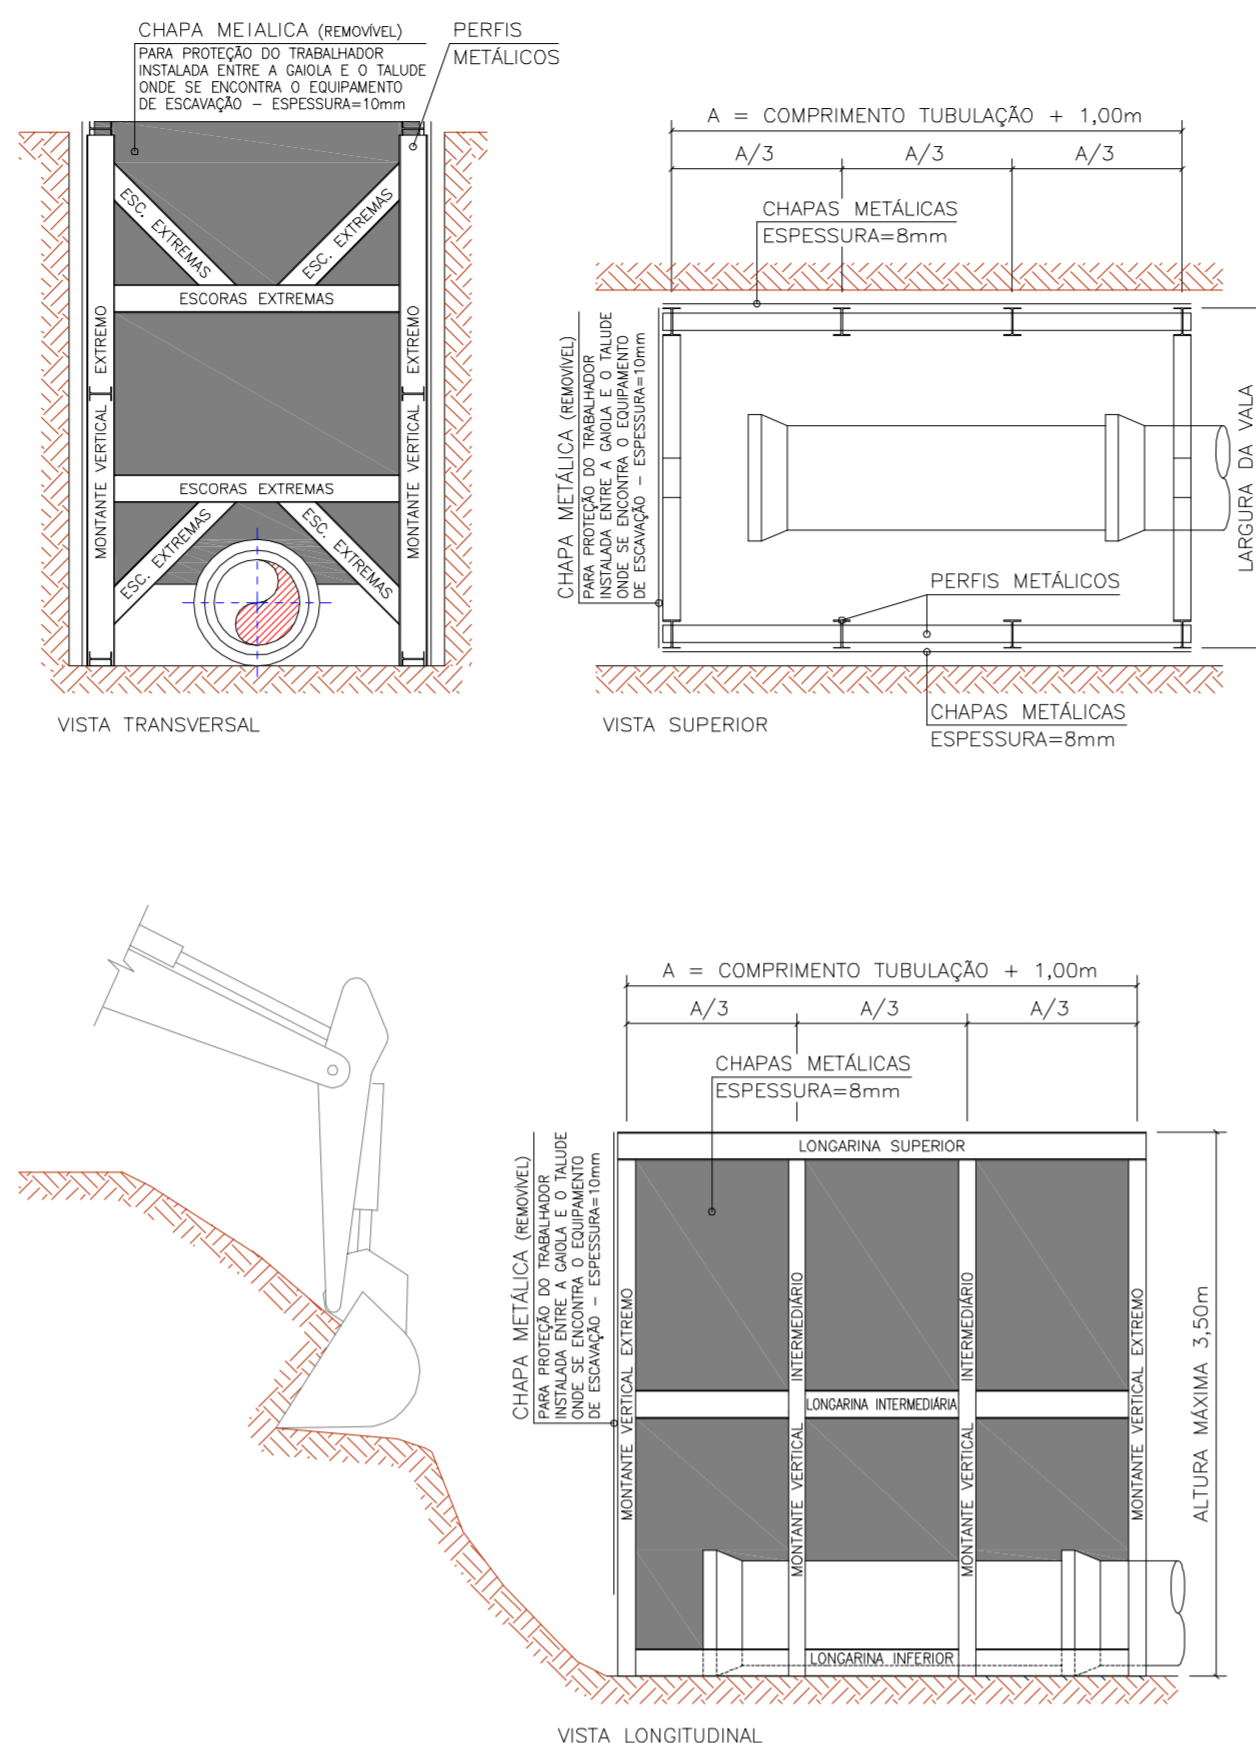 CHAPA MEIALICA (REMOVÍVEL)
PARA PROTEÇÃO DO TRABALHADOR
INSTALADA ENTRE A GAIOLA E O TALUDE
ONDE SE ENCONTRA O EQUIPAMENTO
DE ESCAVAÇÃO - ESPESSURA=10mm
PERFIS
METÁLICOS
ESC. EXTREMAS
ESC. EXTREMAS
ESCORAS EXTREMAS
MONTANTE VERTICAL EXTREMO
MONTANTE VERTICAL EXTREMO
ESCORAS EXTREMAS
ESC. EXTREMAS
ESC. EXTREMAS
VISTA TRANSVERSAL
A = COMPRIMENTO TUBULAÇÃO + 1,00m
A/3
A/3
A/3
CHAPAS METÁLICAS
ESPESSURA=8mm
CHAPA METÁLICA (REMOVÍVEL)
PARA PROTEÇÃO DO TRABALHADOR
INSTALADA ENTRE A GAIOLA E O TALUDE
ONDE SE ENCONTRA O EQUIPAMENTO
DE ESCAVAÇÃO - ESPESSURA=10mm
LARGURA DA VALA
PERFIS METÁLICOS
CHAPAS METÁLICAS
ESPESSURA=8mm
VISTA SUPERIOR
A = COMPRIMENTO TUBULAÇÃO + 1,00m
A/3
A/3
A/3
CHAPAS METÁLICAS
ESPESSURA=8mm
CHAPA METÁLICA (REMOVÍVEL)
PARA PROTEÇÃO DO TRABALHADOR
INSTALADA ENTRE A GAIOLA E O TALUDE
ONDE SE ENCONTRA O EQUIPAMENTO
DE ESCAVAÇÃO - ESPESSURA=10mm
LONGARINA SUPERIOR
MONTANTE VERTICAL EXTREMO
MONTANTE VERTICAL INTERMEDIÁRIO
MONTANTE VERTICAL INTERMEDIÁRIO
MONTANTE VERTICAL EXTREMO
LONGARINA INTERMEDIÁRIA
LONGARINA INFERIOR
ALTURA MÁXIMA 3,50m
VISTA LONGITUDINAL